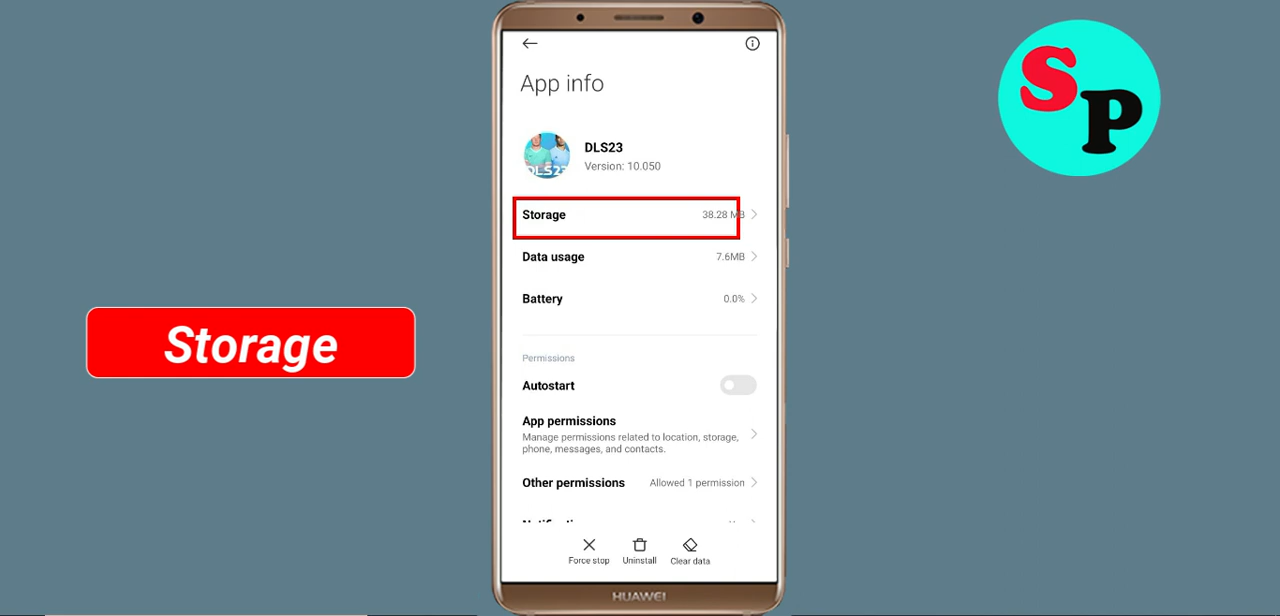 App info
SP
DLS23
DLS23
Version: 10.050
Storage 38.28 MB
Data usage 7.6MB
Battery 0.0%
Storage
Permissions
Autostart
App permissions
Manage permissions related to location, storage,
phone, messages, and contacts.
Other permissions Allowed 1 permission
Force stop Uninstall Clear data
HUAWEI